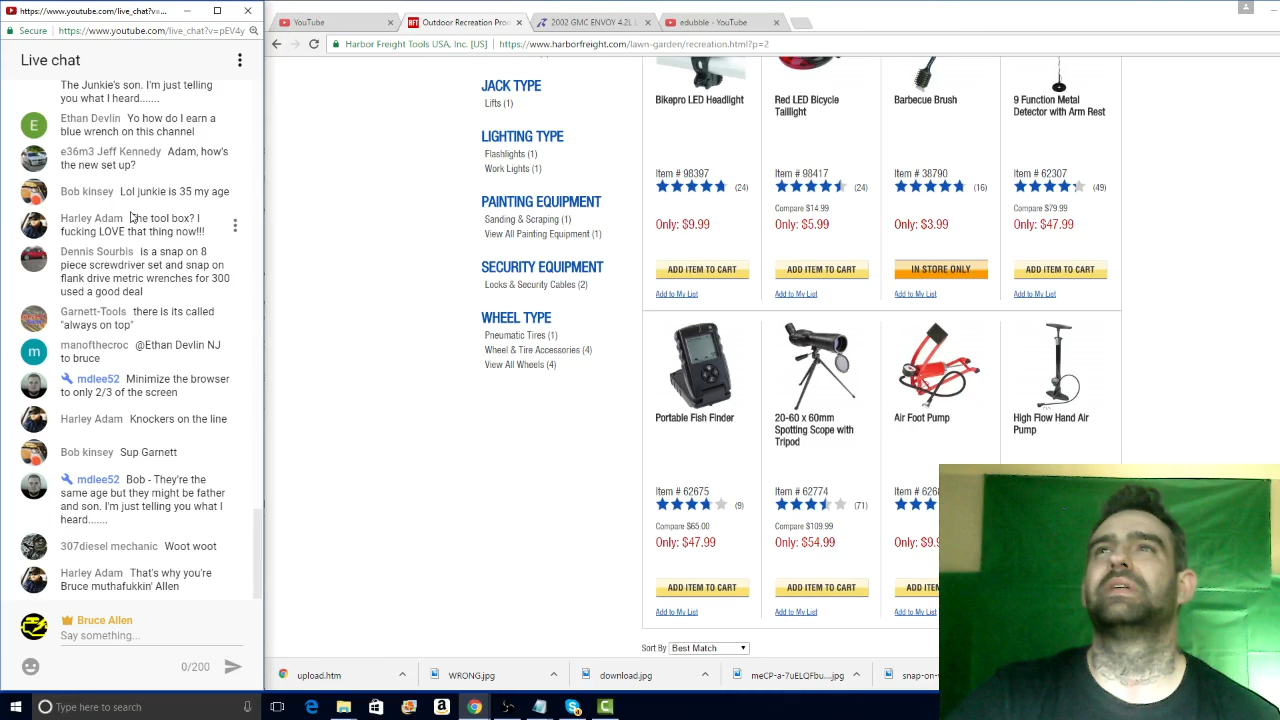 https://www.youtube.com/live_chat?v=...
Secure https://www.youtube.com/live_chat?v=pEV4y
Live chat
The Junkie's son. I'm just telling
you what I heard.......
Ethan Devlin Yo how do I earn a
blue wrench on this channel
e36m3 Jeff Kennedy Adam, how's
the new set up?
Bob kinsey Lol junkie is 35 my age
Harley Adam The tool box? I
fucking LOVE that thing now!!!
Dennis Sourbis is a snap on 8
piece screwdriver set and snap on
flank drive metric wrenches for 300
used a good deal
Garnett-Tools there is its called
"always on top"
manofthecroc @Ethan Devlin NJ
to bruce
mdlee52 Minimize the browser
to only 2/3 of the screen
Harley Adam Knockers on the line
Bob kinsey Sup Garnett
mdlee52 Bob - They're the
same age but they might be father
and son. I'm just telling you what I
heard.......
307diesel mechanic Woot woot
Harley Adam That's why you're
Bruce muthafukkin' Allen
Bruce Allen
Say something...
0/200
YouTube
Outdoor Recreation Pro
2002 GMC ENVOY 4.2L L
edubble - YouTube
Harbor Freight Tools USA, Inc. [US] https://www.harborfreight.com/lawn-garden/recreation.html?p=2
JACK TYPE
Lifts (1)
LIGHTING TYPE
Flashlights (1)
Work Lights (1)
PAINTING EQUIPMENT
Sanding & Scraping (1)
View All Painting Equipment (1)
SECURITY EQUIPMENT
Locks & Security Cables (2)
WHEEL TYPE
Pneumatic Tires (1)
Wheel & Tire Accessories (4)
View All Wheels (4)
Bikepro LED Headlight
Item # 98397
(24)
Only: $9.99
ADD ITEM TO CART
Add to My List
Red LED Bicycle
Taillight
Item # 98417
(24)
Compare $14.99
Only: $5.99
ADD ITEM TO CART
Add to My List
Barbecue Brush
Item # 38790
(16)
Only: $3.99
IN STORE ONLY
Add to My List
9 Function Metal
Detector with Arm Rest
Item # 62307
(49)
Compare $79.99
Only: $47.99
ADD ITEM TO CART
Add to My List
Portable Fish Finder
Item # 62675
(9)
Compare $65.00
Only: $47.99
ADD ITEM TO CART
Add to My List
20-60 x 60mm
Spotting Scope with
Tripod
Item # 62774
(71)
Compare $109.99
Only: $54.99
ADD ITEM TO CART
Add to My List
Air Foot Pump
Item # 626
Only: $9.9
ADD ITEM
Add to My List
High Flow Hand Air
Pump
Sort By Best Match
upload.htm
WRONG.jpg
download.jpg
meCP-a-7uELQFbu....jpg
snap-on-
Type here to search